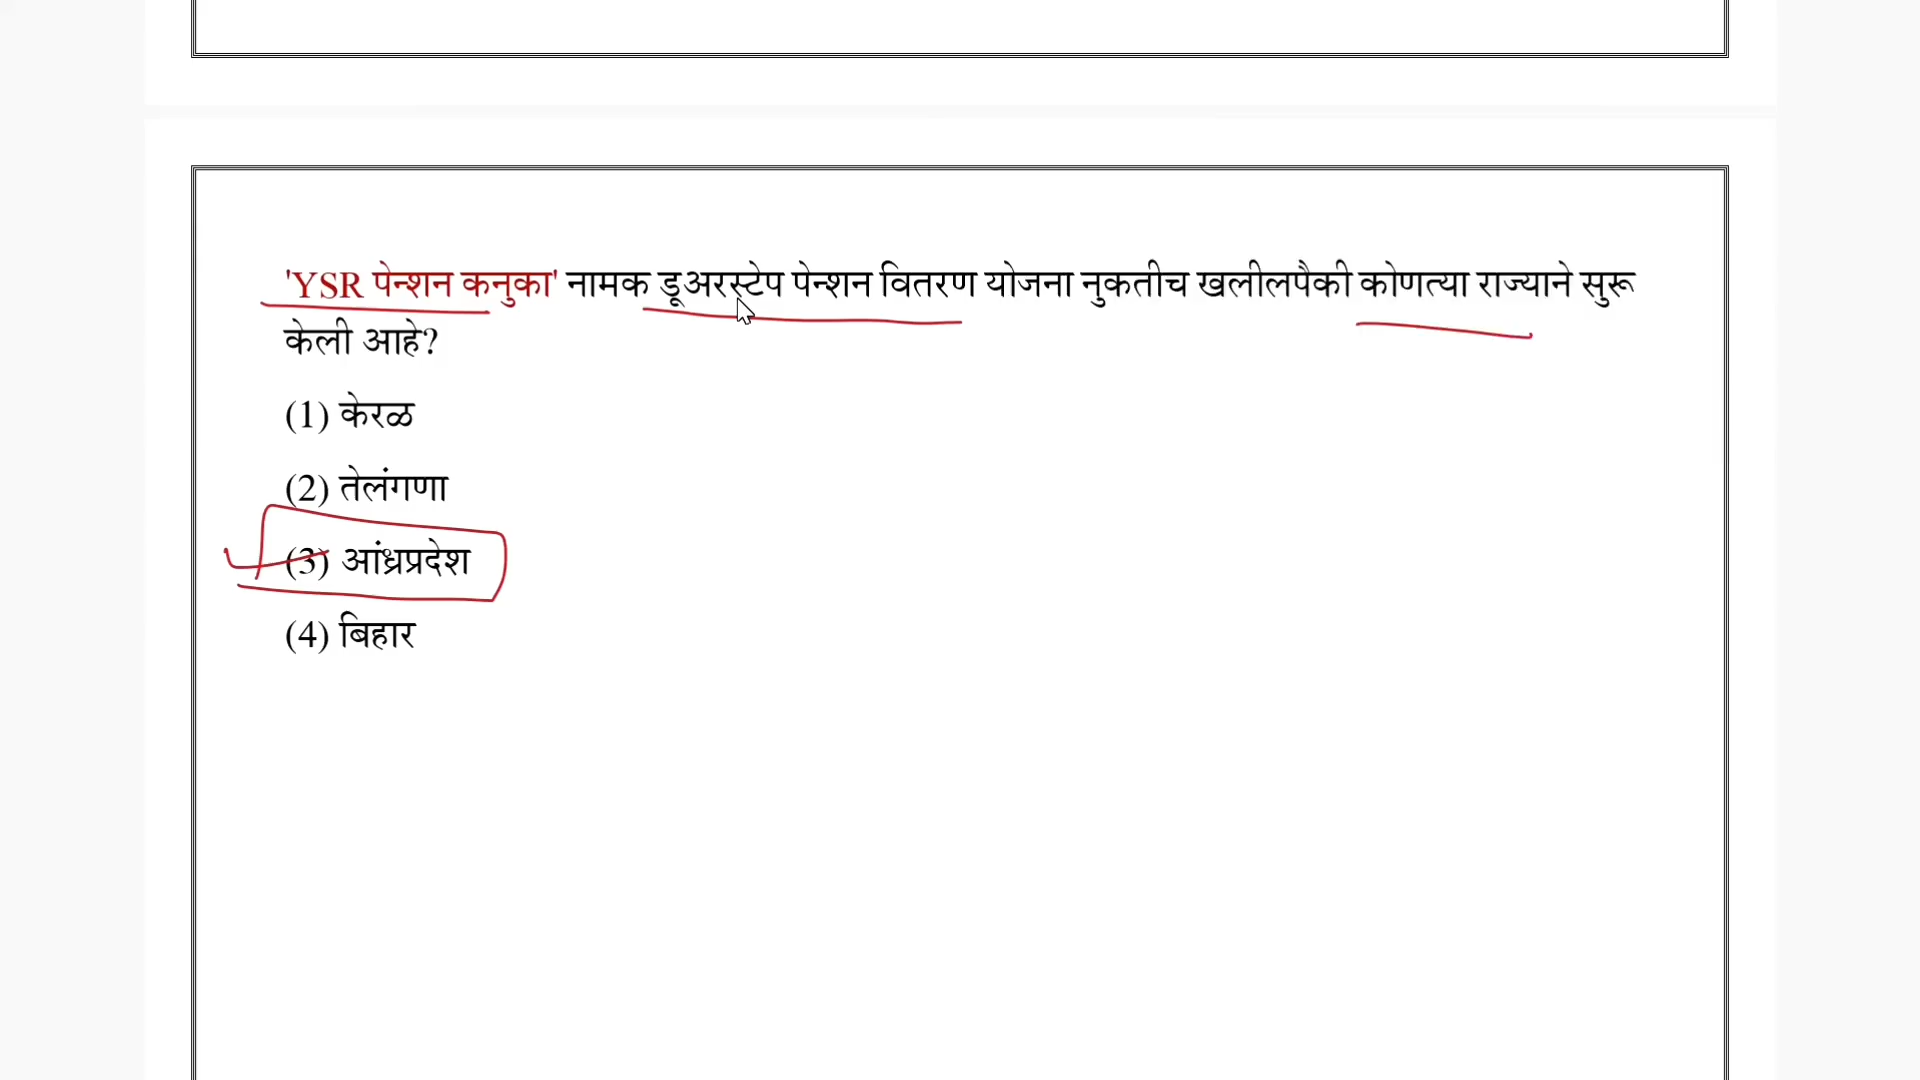 'YSR पेन्शन कनुका' नामक डूअरस्टेप पेन्शन वितरण योजना नुकतीच खलीलपैकी कोणत्या राज्याने सुरू
केली आहे?
(1) केरळ
(2) तेलंगणा
(3) आंध्रप्रदेश
(4) बिहार